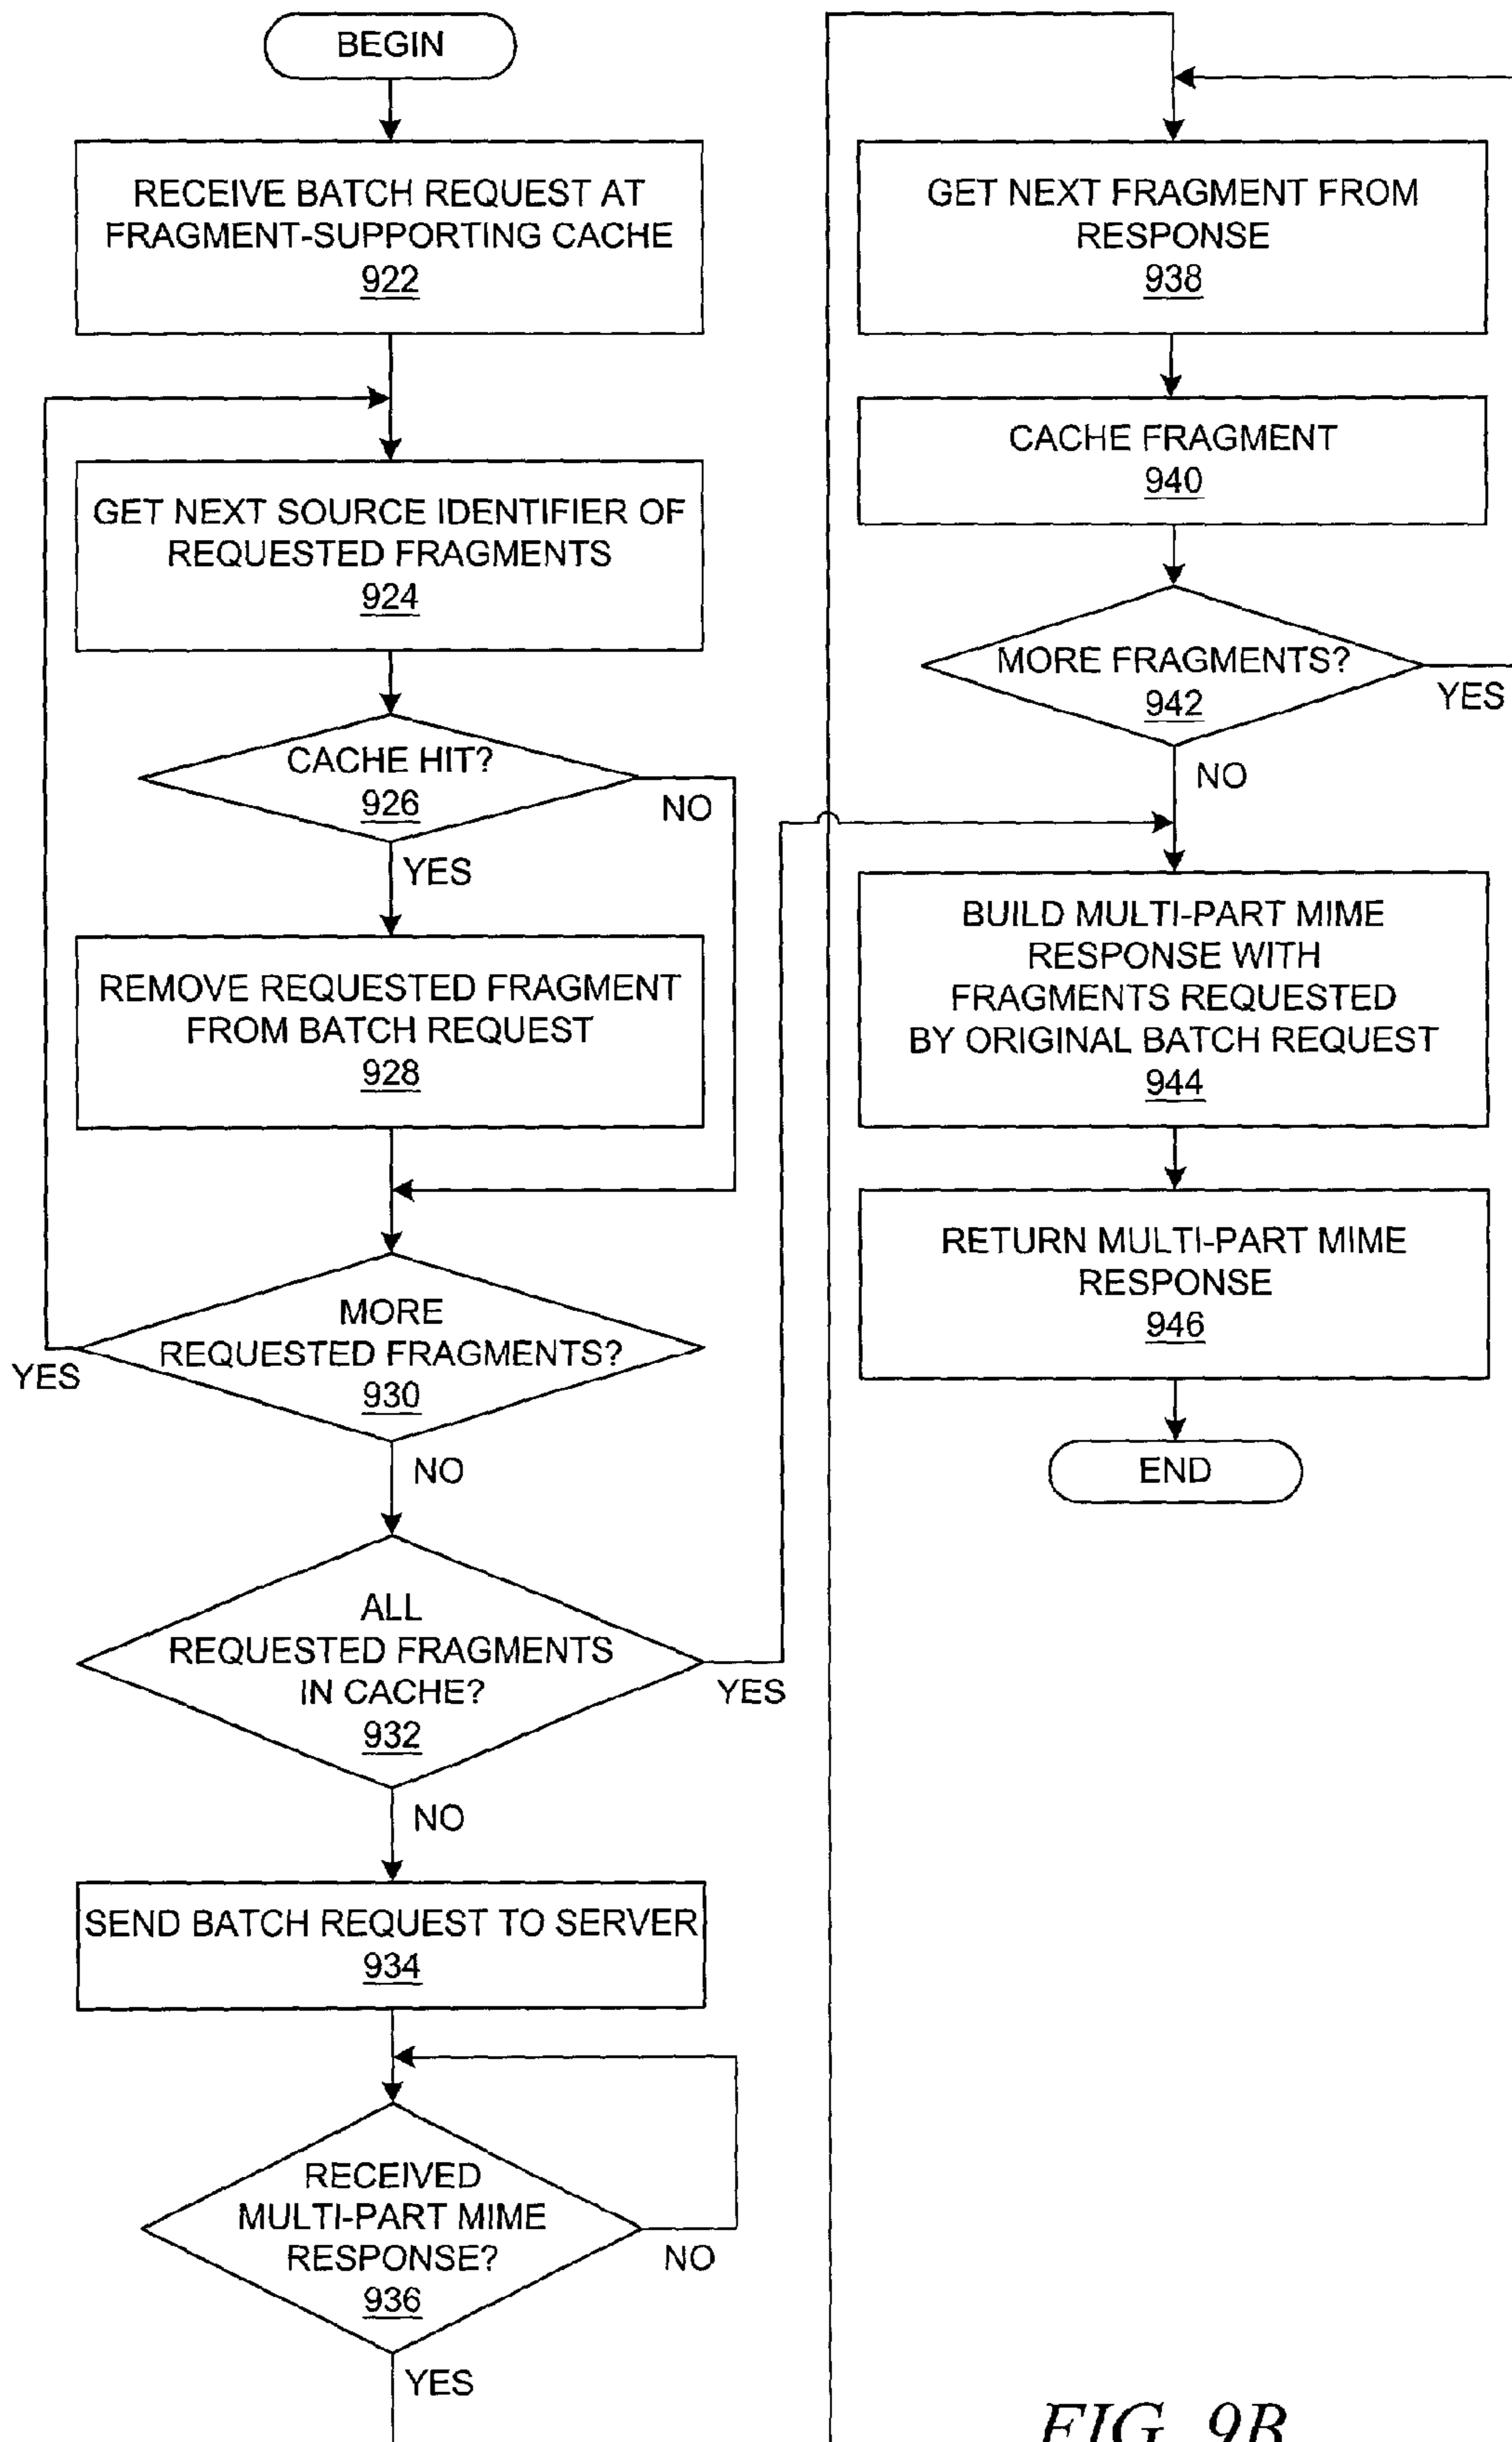 BEGIN
RECEIVE BATCH REQUEST AT
FRAGMENT-SUPPORTING CACHE
922
GET NEXT SOURCE IDENTIFIER OF
REQUESTED FRAGMENTS
924
CACHE HIT?
926
NO
YES
REMOVE REQUESTED FRAGMENT
FROM BATCH REQUEST
928
MORE
REQUESTED FRAGMENTS?
930
YES
NO
ALL
REQUESTED FRAGMENTS
IN CACHE?
932
YES
NO
SEND BATCH REQUEST TO SERVER
934
RECEIVED
MULTI-PART MIME
RESPONSE?
936
NO
YES
GET NEXT FRAGMENT FROM
RESPONSE
938
CACHE FRAGMENT
940
MORE FRAGMENTS?
942
YES
NO
BUILD MULTI-PART MIME
RESPONSE WITH
FRAGMENTS REQUESTED
BY ORIGINAL BATCH REQUEST
944
RETURN MULTI-PART MIME
RESPONSE
946
END
FIG. 9B